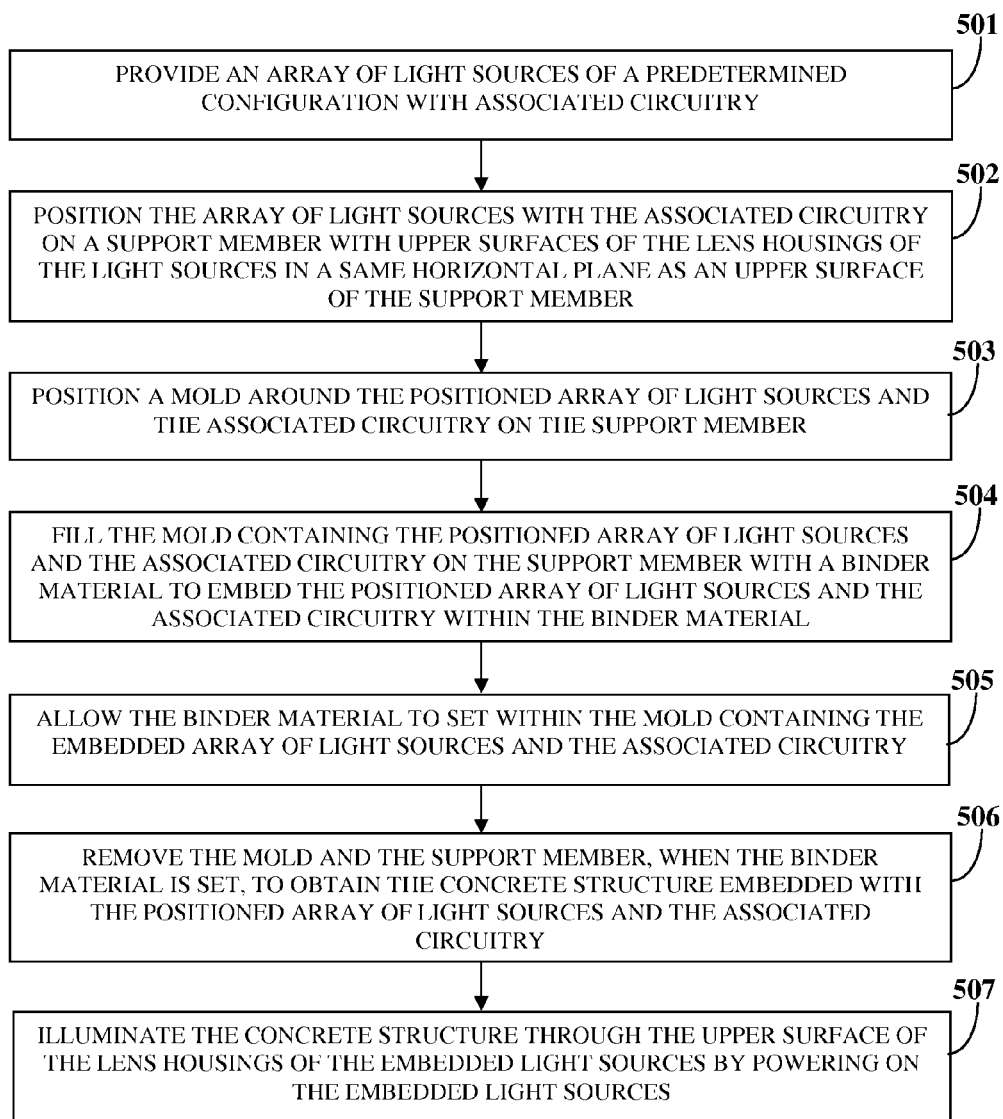 501
PROVIDE AN ARRAY OF LIGHT SOURCES OF A PREDETERMINED
CONFIGURATION WITH ASSOCIATED CIRCUITRY
502
POSITION THE ARRAY OF LIGHT SOURCES WITH THE ASSOCIATED CIRCUITRY
ON A SUPPORT MEMBER WITH UPPER SURFACES OF THE LENS HOUSINGS OF
THE LIGHT SOURCES IN A SAME HORIZONTAL PLANE AS AN UPPER SURFACE
OF THE SUPPORT MEMBER
503
POSITION A MOLD AROUND THE POSITIONED ARRAY OF LIGHT SOURCES AND
THE ASSOCIATED CIRCUITRY ON THE SUPPORT MEMBER
504
FILL THE MOLD CONTAINING THE POSITIONED ARRAY OF LIGHT SOURCES
AND THE ASSOCIATED CIRCUITRY ON THE SUPPORT MEMBER WITH A BINDER
MATERIAL TO EMBED THE POSITIONED ARRAY OF LIGHT SOURCES AND THE
ASSOCIATED CIRCUITRY WITHIN THE BINDER MATERIAL
505
ALLOW THE BINDER MATERIAL TO SET WITHIN THE MOLD CONTAINING THE
EMBEDDED ARRAY OF LIGHT SOURCES AND THE ASSOCIATED CIRCUITRY
506
REMOVE THE MOLD AND THE SUPPORT MEMBER, WHEN THE BINDER
MATERIAL IS SET, TO OBTAIN THE CONCRETE STRUCTURE EMBEDDED WITH
THE POSITIONED ARRAY OF LIGHT SOURCES AND THE ASSOCIATED
CIRCUITRY
507
ILLUMINATE THE CONCRETE STRUCTURE THROUGH THE UPPER SURFACE OF
THE LENS HOUSINGS OF THE EMBEDDED LIGHT SOURCES BY POWERING ON
THE EMBEDDED LIGHT SOURCES